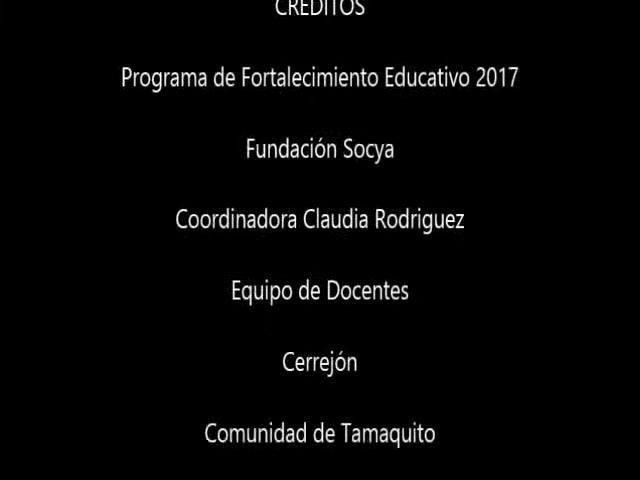 CREDITOS
Programa de Fortalecimiento Educativo 2017
Fundación Socya
Coordinadora Claudia Rodriguez
Equipo de Docentes
Cerrejón
Comunidad de Tamaquito